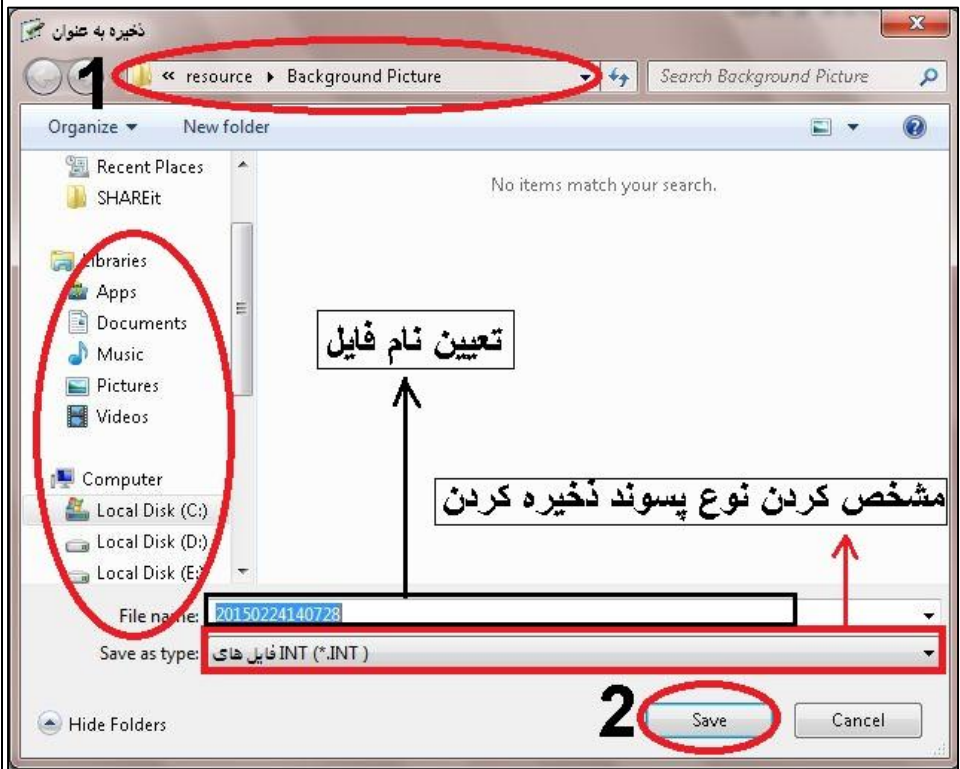 ذخیره به عنوان
1
« resource ▸ Background Picture
Search Background Picture
Organize
New folder
Recent Places
SHAREit
Libraries
Apps
Documents
Music
Pictures
Videos
Computer
Local Disk (C:)
Local Disk (D:)
Local Disk (E:)
No items match your search.
تعیین نام فایل
مشخص کردن نوع پسوند ذخیره کردن
File name: 20150224140728
Save as type: فایل های INT (*.INT )
Hide Folders
2
Save
Cancel